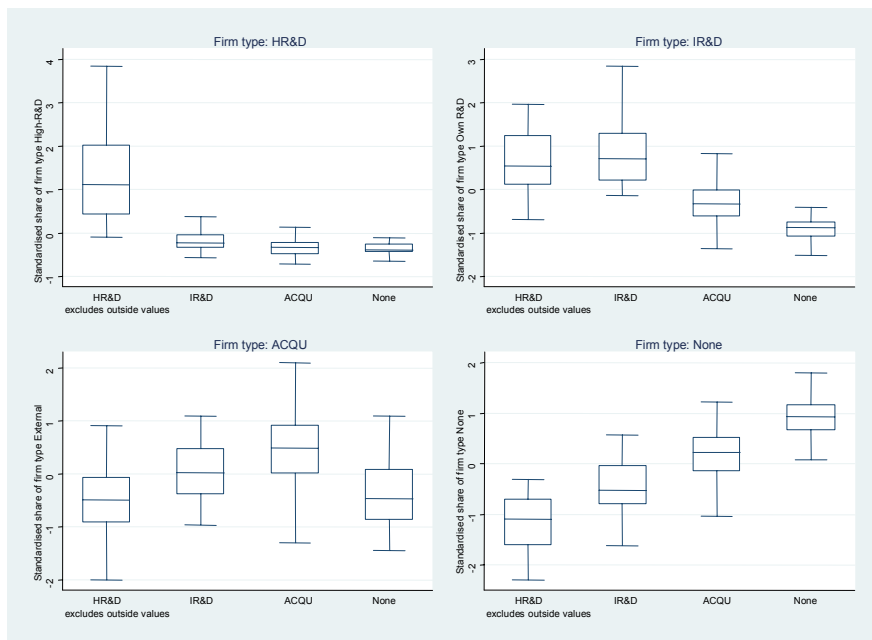 Firm type: HR&D
Standardised share of firm type High-R&D
4
3
2
1
0
-1
HR&D
IR&D
ACQU
None
excludes outside values
Firm type: IR&D
Standardised share of firm type Own R&D
3
2
1
0
-1
-2
HR&D
IR&D
ACQU
None
excludes outside values
Firm type: ACQU
Standardised share of firm type External
2
1
0
-1
-2
HR&D
IR&D
ACQU
None
excludes outside values
Firm type: None
Standardised share of firm type None
2
1
0
-1
-2
HR&D
IR&D
ACQU
None
excludes outside values